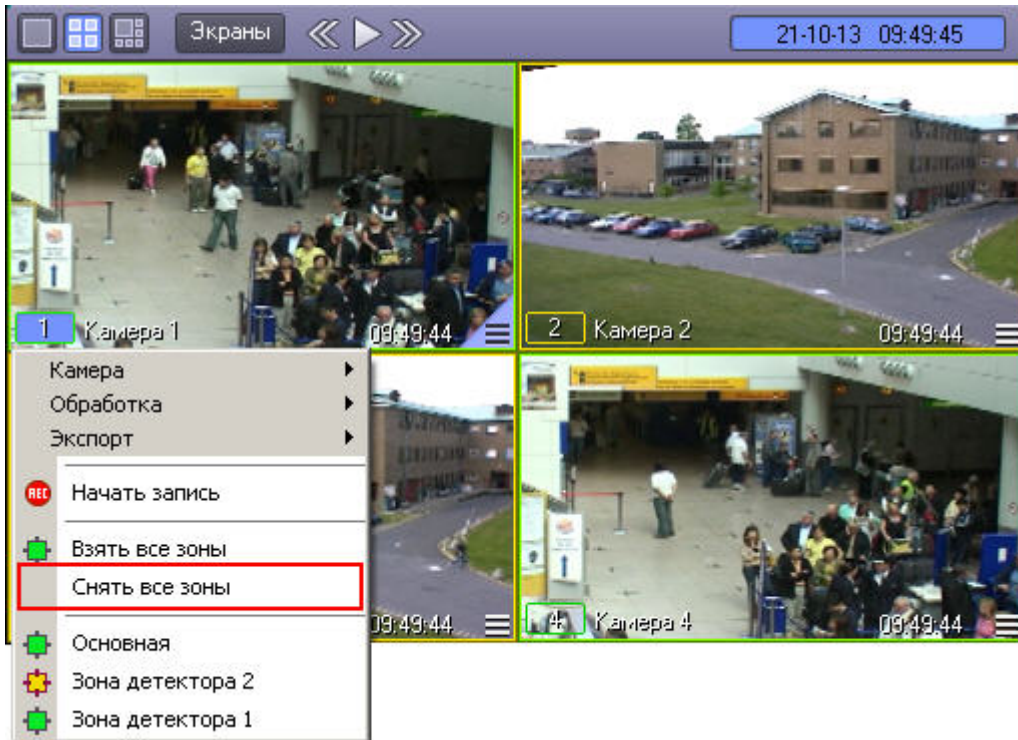 Экраны
21-10-13 09:49:45
1 Камера 1 09:49:44
2 Камера 2 09:49:44
Камера
Обработка
Экспорт
REC Начать запись
Взять все зоны
Снять все зоны
Основная
Зона детектора 2
Зона детектора 1
09:49:44
4 Камера 4 09:49:44